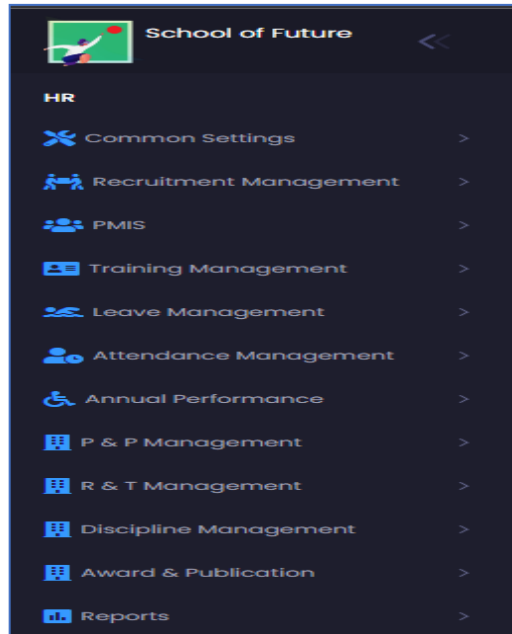 School of Future
HR
Common Settings
Recruitment Management
PMIS
Training Management
Leave Management
Attendance Management
Annual Performance
P & P Management
R & T Management
Discipline Management
Award & Publication
Reports